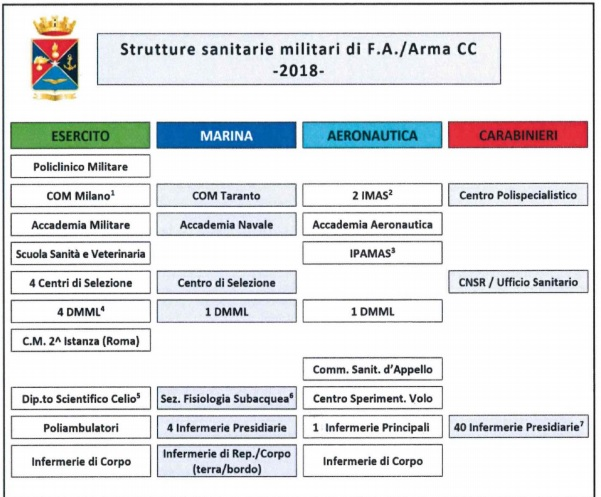 Strutture sanitarie militari di F.A./Arma CC
-2018-
ESERCITO MARINA AERONAUTICA CARABINIERI
Policlinico Militare
COM Milano¹ COM Taranto 2 IMAS² Centro Polispecialistico
Accademia Militare Accademia Navale Accademia Aeronautica
Scuola Sanità e Veterinaria IPAMAS³
4 Centri di Selezione Centro di Selezione CNSR / Ufficio Sanitario
4 DMML⁴ 1 DMML 1 DMML
C.M. 2^ Istanza (Roma)
Comm. Sanit. d'Appello
Dip.to Scientifico Celio⁵ Sez. Fisiologia Subacquea⁶ Centro Speriment. Volo
Poliambulatori 4 Infermerie Presidiarie 1 Infermerie Principali 40 Infermerie Presidiarie⁷
Infermerie di Corpo Infermerie di Rep./Corpo Infermerie di Corpo
(terra/bordo)